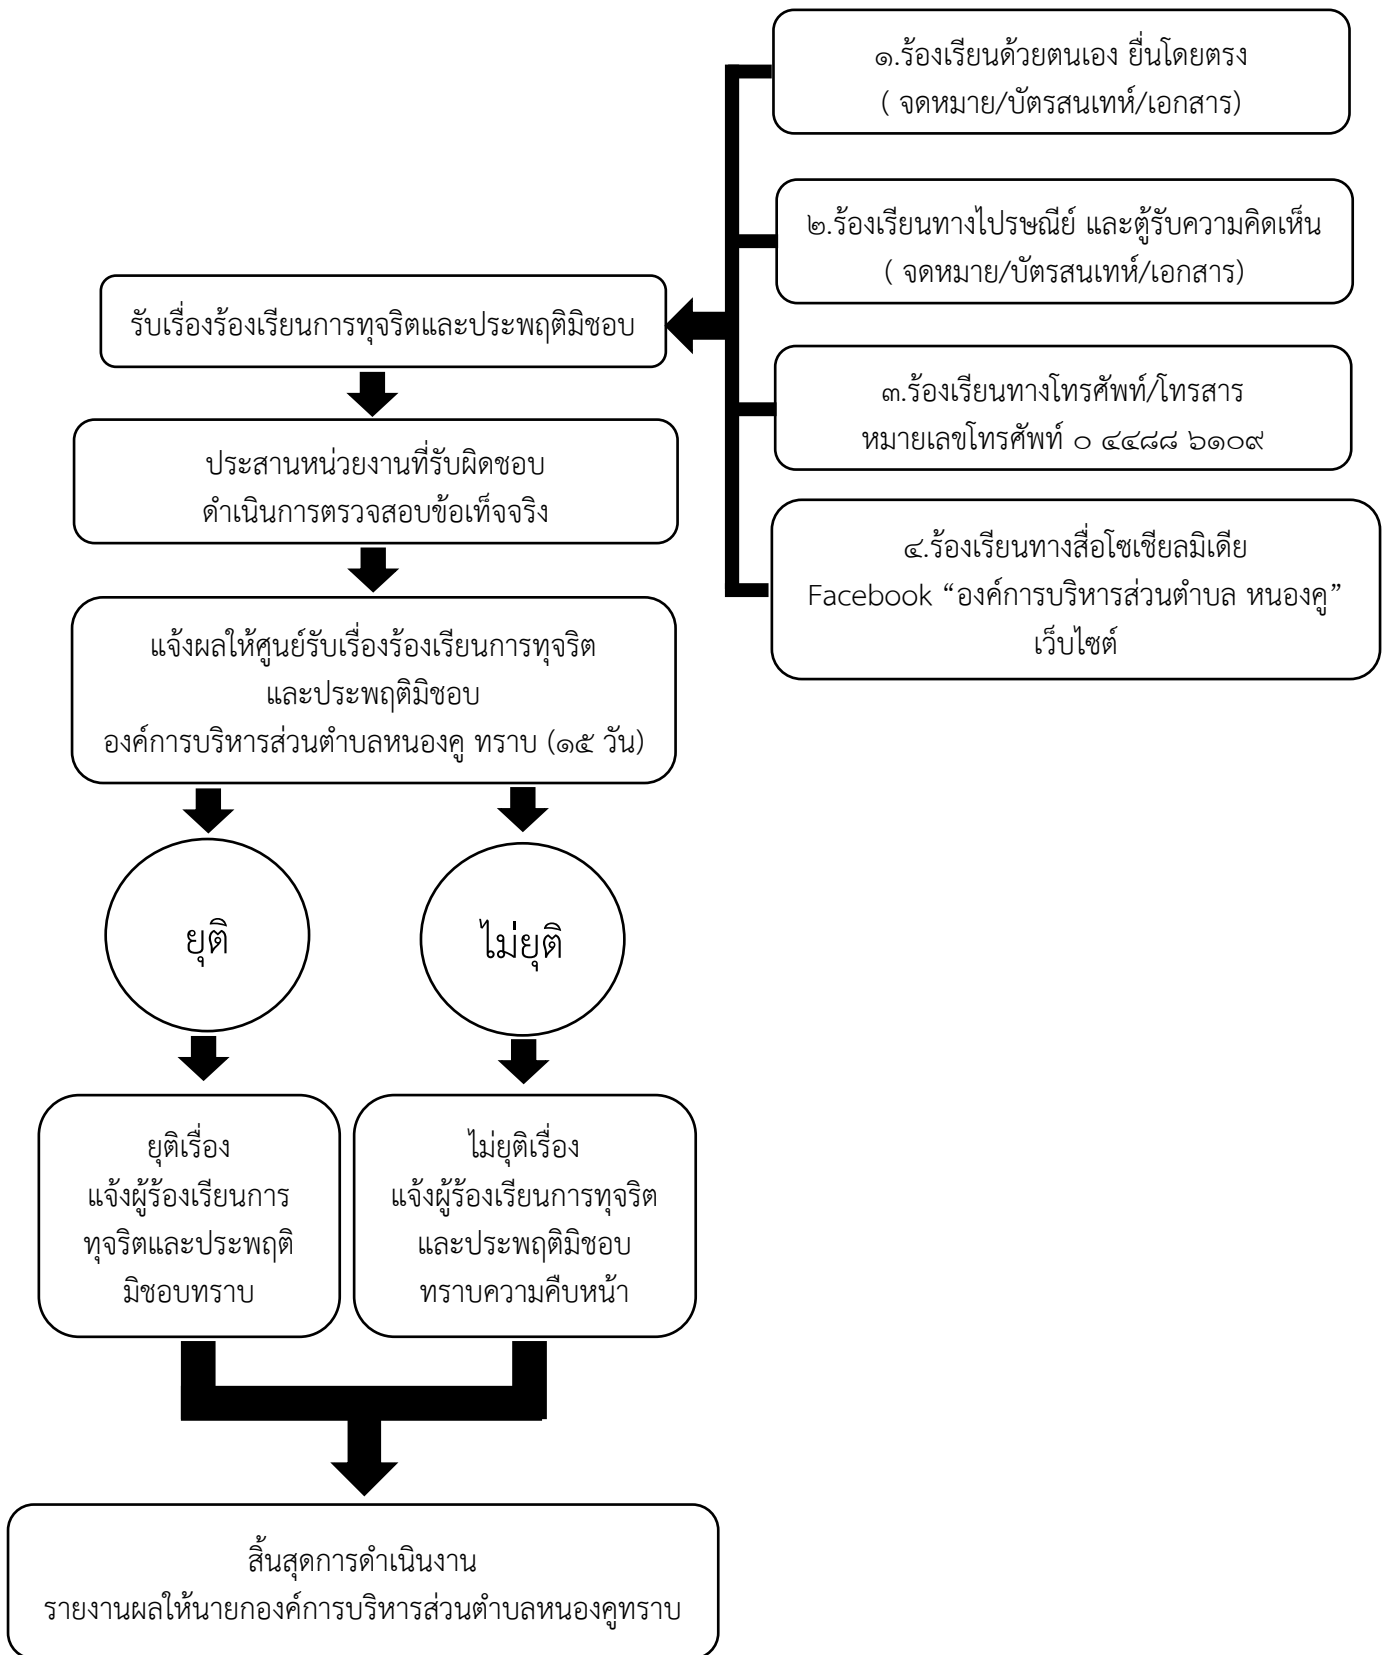 ๑.ร้องเรียนด้วยตนเอง ยื่นโดยตรง
( จดหมาย/บัตรสนเทห์/เอกสาร)
๒.ร้องเรียนทางไปรษณีย์ และตู้รับความคิดเห็น
( จดหมาย/บัตรสนเทห์/เอกสาร)
๓.ร้องเรียนทางโทรศัพท์/โทรสาร
หมายเลขโทรศัพท์ ๐ ๔๔๘๘ ๖๑๐๙
๔.ร้องเรียนทางสื่อโซเชียลมิเดีย
Facebook “องค์การบริหารส่วนตำบล หนองคู”
เว็บไซต์
รับเรื่องร้องเรียนการทุจริตและประพฤติมิชอบ
ประสานหน่วยงานที่รับผิดชอบ
ดำเนินการตรวจสอบข้อเท็จจริง
แจ้งผลให้ศูนย์รับเรื่องร้องเรียนการทุจริต
และประพฤติมิชอบ
องค์การบริหารส่วนตำบลหนองคู ทราบ (๑๕ วัน)
ยุติ
ไม่ยุติ
ยุติเรื่อง
แจ้งผู้ร้องเรียนการ
ทุจริตและประพฤติ
มิชอบทราบ
ไม่ยุติเรื่อง
แจ้งผู้ร้องเรียนการทุจริต
และประพฤติมิชอบ
ทราบความคืบหน้า
สิ้นสุดการดำเนินงาน
รายงานผลให้นายกองค์การบริหารส่วนตำบลหนองคูทราบ